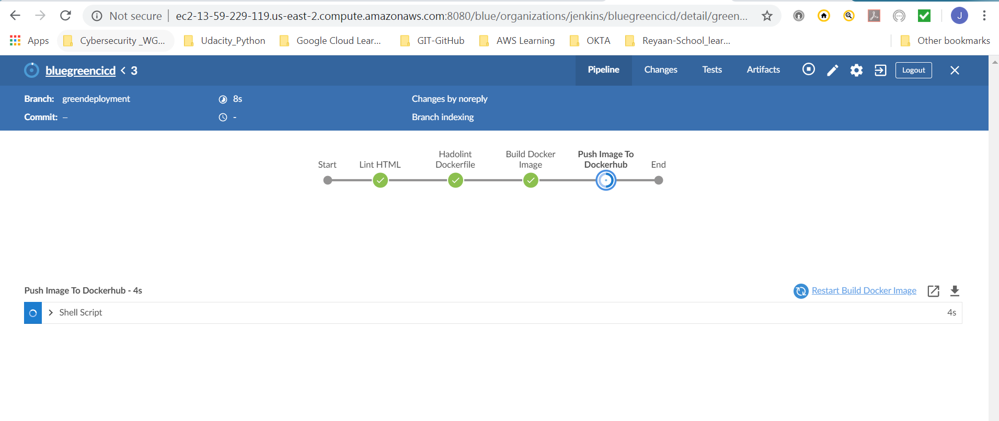 Not secure | ec2-13-59-229-119.us-east-2.compute.amazonaws.com:8080/blue/organizations/jenkins/bluegreencicd/detail/green... J
Apps Cybersecurity _WG... Udacity_Python Google Cloud Lear... GIT-GitHub AWS Learning OKTA Reyaan-School_lear... Other bookmarks
bluegreencicd < 3 Pipeline Changes Tests Artifacts Logout
Branch: greendeployment 8s Changes by noreply
Commit: – - Branch indexing
Start Lint HTML Hadolint Dockerfile Build Docker Image Push Image To Dockerhub End
Push Image To Dockerhub - 4s Restart Build Docker Image
Shell Script 4s